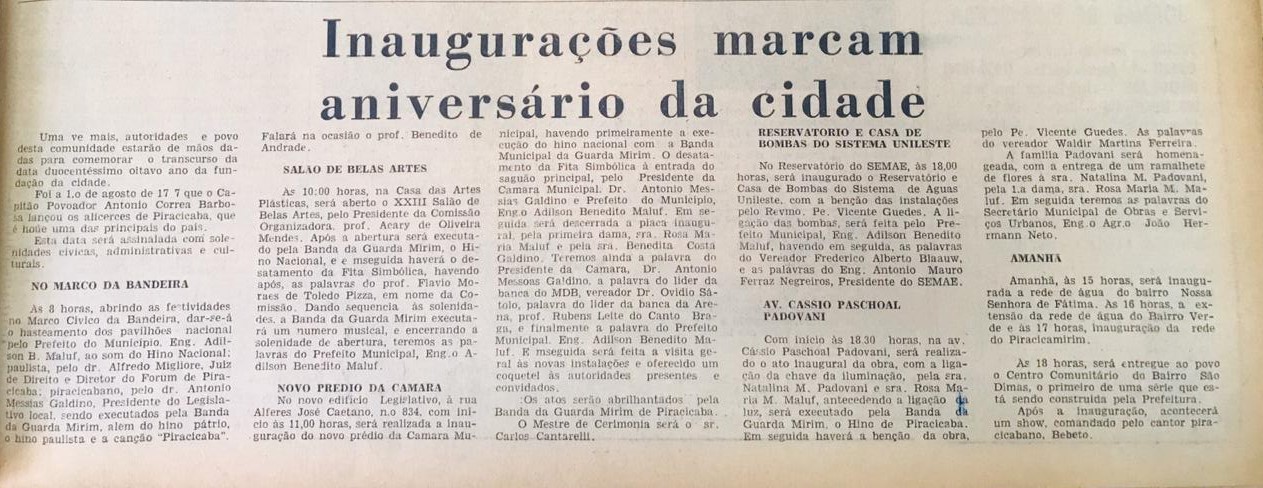 Inaugurações marcam
aniversário da cidade
Uma ve mais, autoridades e povo
desta comunidade estarão de mãos da-
das para comemorar o transcurso da
data duocentéssimo oitavo ano da fun-
dação da cidade.
Foi à 1.o de agosto de 17 7 que o Ca-
pitão Povoador Antonio Correa Barbo-
sa lançou os alicerces de Piracicaba, que
é hoje uma das principais do país.
Esta data será assinalada com sole-
nidades cívicas, administrativas e cul-
turais.
NO MARCO DA BANDEIRA
Às 8 horas, abrindo as festividades
no Marco Cívico da Bandeira, dar-se-á
o hasteamento dos pavilhões nacional
pelo Prefeito do Município, Eng. Adil-
son B. Maluf, ao som do Hino Nacional;
paulista, pelo dr. Alfredo Migliore, Juiz
de Direito e Diretor do Forum de Pira-
cicaba; piracicabano, pelo dr. Antonio
Messias Galdino, Presidente do Legisla-
tivo local, sendo executados pela Banda
da Guarda Mirim, alem do hino pátrio,
o hino paulista e a canção "Piracicaba".
Falará na ocasião o prof. Benedito de
Andrade.
SALÃO DE BELAS ARTES
Às 10:00 horas, na Casa das Artes
Plásticas, será aberto o XXIII Salão de
Belas Artes, pelo Presidente da Comissão
Organizadora. prof. Acary de Oliveira
Mendes. Após a abertura será executa-
do pela Banda da Guarda Mirim, o Hi-
no Nacional, e e mseguida haverá o de-
satamento da Fita Simbólica, havendo
após, as palavras do prof. Flavio Mo-
raes de Toledo Pizza, em nome da Co-
missão. Dando sequencia às solenida-
des, a Banda da Guarda Mirim executa-
rá um numero musical, e encerrando a
solenidade de abertura, teremos as pa-
lavras do Prefeito Municipal, Eng.o A-
dilson Benedito Maluf.
NOVO PREDIO DA CAMARA
No novo edifício Legislativo, à rua
Alferes José Caetano, n.o 834, com iní-
cio às 11,00 horas, será realizada a inau-
guração do novo prédio da Camara Mu-
nicipal, havendo primeiramente a exe-
cução do hino nacional com a Banda
Municipal da Guarda Mirim. O desata-
mento da Fita Simbólica à entrada do
saguão principal, pelo Presidente da
Camara Municipal. Dr. Antonio Mes-
sias Galdino e Prefeito do Municipio,
Eng.o Adilson Benedito Maluf. Em se-
guida será descerrada a placa inaugu-
ral, pela primeira dama, sra. Rosa Ma-
ria Maluf e pela sra. Benedita Costa
Galdino. Teremos ainda a palavra do
Presidente da Camara, Dr. Antonio
Messoas Galdino, a palavra do líder da
banca do MDB, vereador Dr. Ovidio Sá-
tolo, palavra do líder da banca da Are-
na, prof. Rubens Leite do Canto Bra-
ga, e finalmente a palavra do Prefeito
Municipal. Eng. Adilson Benedito Ma-
luf. E mseguida será feita a visita ge-
ral às novas instalações e oferecido um
coquetel às autoridades presentes e
convidados.
:Os atos serão abrilhantados pela
Banda da Guarda Mirim de Piracicaba.
O Mestre de Cerimonia será o sr.
Carlos Cantarelli.
RESERVATORIO E CASA DE
BOMBAS DO SISTEMA UNILESTE
No Reservatório do SEMAE, às 18,00
horas, será inaugurado o Reservatório e
Casa de Bombas do Sistema de Aguas
Unileste, com a benção das instalações
pelo Revmo. Pe. Vicente Guedes. A li-
gação das bombas, será feita pelo Pre-
feito Municipal, Eng. Adilson Benedito
Maluf, havendo em seguida, as palavras
do Vereador Frederico Alberto Blaauw,
e as palavras do Eng. Antonio Mauro
Ferraz Negreiros, Presidente do SEMAE.
AV. CASSIO PASCHOAL
PADOVANI
Com inicio às 18.30 horas, na av.
Cássio Paschoal Padovani, será realiza-
do o ato inaugural da obra, com a liga-
ção da chave da iluminação, pela sra.
Natalina M. Padovani e sra. Rosa Ma-
ria M. Maluf, antecedendo a ligação da
luz, será executado pela Banda da
Guarda Mirim, o Hino de Piracicaba.
Em seguida haverá a benção da obra,
pelo Pe. Vicente Guedes. As palavras
do vereador Waldir Martins Ferreira.
A familia Padovani será homena-
geada, com a entrega de um ramalhete
de flores á sra. Natalina M. Padovani,
pela 1.a dama, sra. Rosa Maria M. Ma-
luf. Em seguida teremos as palavras do
Secretário Municipal de Obras e Servi-
ços Urbanos, Eng.o Agr.o João Her-
rmann Neto.
AMANHÃ
Amanhã, às 15 horas, será inaugu-
rada a rede de água do bairro Nossa
Senhora de Fátima. As 16 horas, a ex-
tensão da rede de água do Bairro Ver-
de e às 17 horas, inauguração da rede
do Piracicamirim.
Às 18 horas, será entregue ao povo
o Centro Comunitário do Bairro São
Dimas, o primeiro de uma série que es-
tá sendo construída pela Prefeitura.
Após a inauguração, acontecerá
um show, comandado pelo cantor pira-
cicabano, Bebeto.